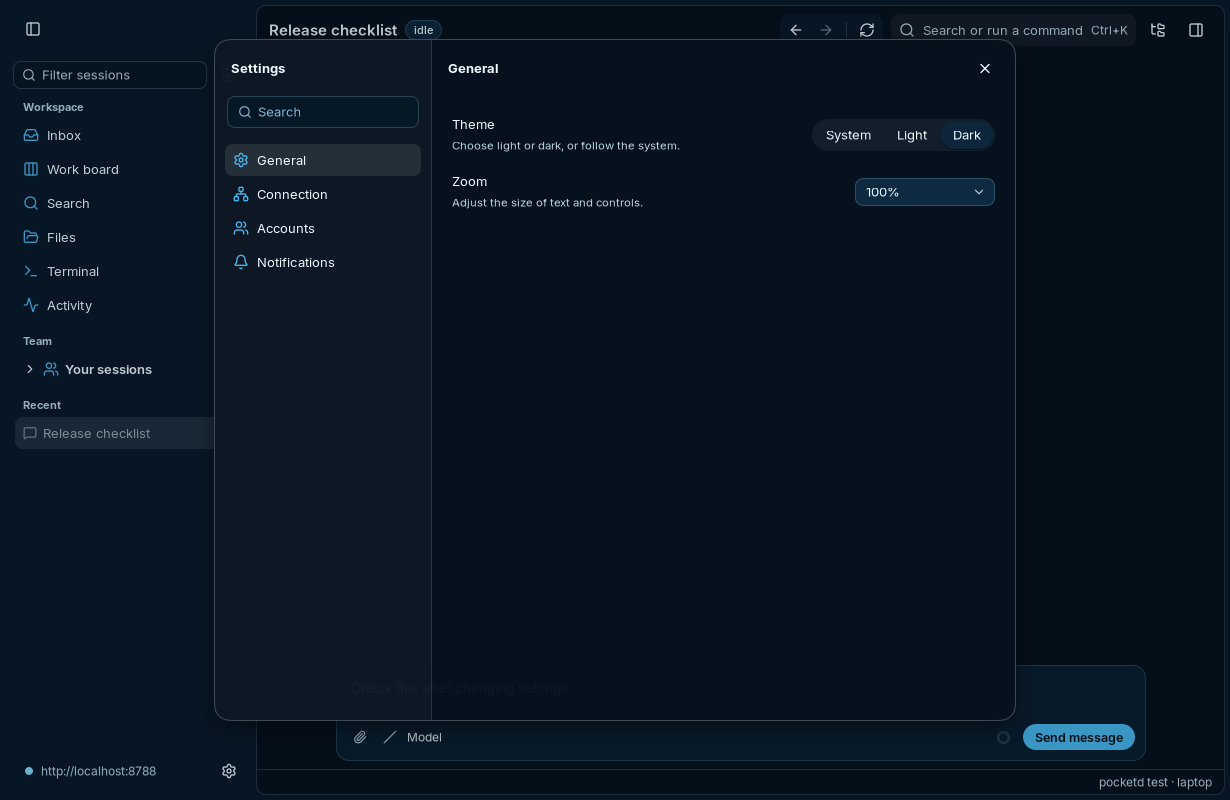 Release checklist
idle
Search or run a command Ctrl+K
Filter sessions
Workspace
Inbox
Work board
Search
Files
Terminal
Activity
Team
Your sessions
Recent
Release checklist
http://localhost:8788
Settings
Search
General
Connection
Accounts
Notifications
General
Theme
Choose light or dark, or follow the system.
System Light Dark
Zoom
Adjust the size of text and controls.
100%
Check this after changing settings
Model
Send message
pocketd test · laptop